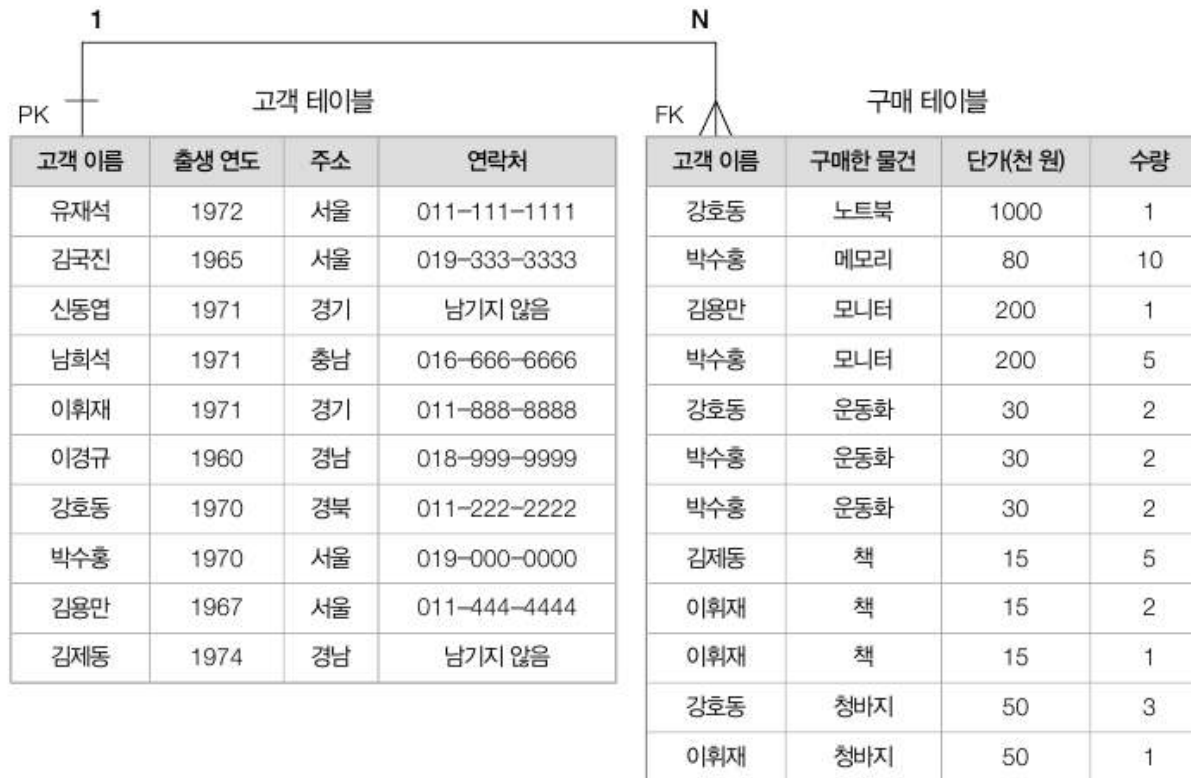 1 N
PK 고객 테이블 FK 구매 테이블
고객 이름 출생 연도 주소 연락처
유재석 1972 서울 011-111-1111
김국진 1965 서울 019-333-3333
신동엽 1971 경기 남기지 않음
남희석 1971 충남 016-666-6666
이휘재 1971 경기 011-888-8888
이경규 1960 경남 018-999-9999
강호동 1970 경북 011-222-2222
박수홍 1970 서울 019-000-0000
김용만 1967 서울 011-444-4444
김제동 1974 경남 남기지 않음
고객 이름 구매한 물건 단가(천 원) 수량
강호동 노트북 1000 1
박수홍 메모리 80 10
김용만 모니터 200 1
박수홍 모니터 200 5
강호동 운동화 30 2
박수홍 운동화 30 2
박수홍 운동화 30 2
김제동 책 15 5
이휘재 책 15 2
이휘재 책 15 1
강호동 청바지 50 3
이휘재 청바지 50 1